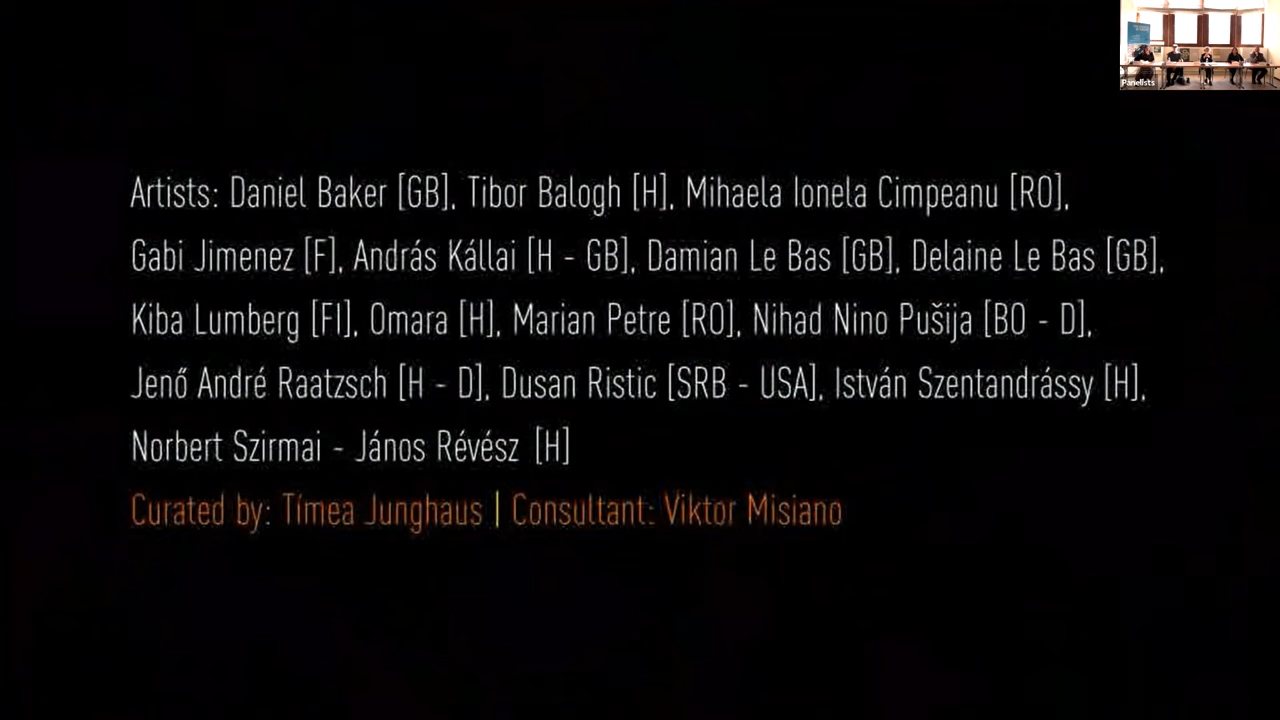 Panelists
Artists: Daniel Baker [GB], Tibor Balogh [H], Mihaela Ionela Cimpeanu [RO],
Gabi Jimenez [F], András Kállai [H - GB], Damian Le Bas [GB], Delaine Le Bas [GB],
Kiba Lumberg [FI], Omara [H], Marian Petre [RO], Nihad Nino Pušija [BO - D],
Jenő André Raatzsch [H - D], Dusan Ristic [SRB - USA], István Szentandrássy [H],
Norbert Szirmai - János Révész [H]
Curated by: Tímea Junghaus | Consultant: Viktor Misiano